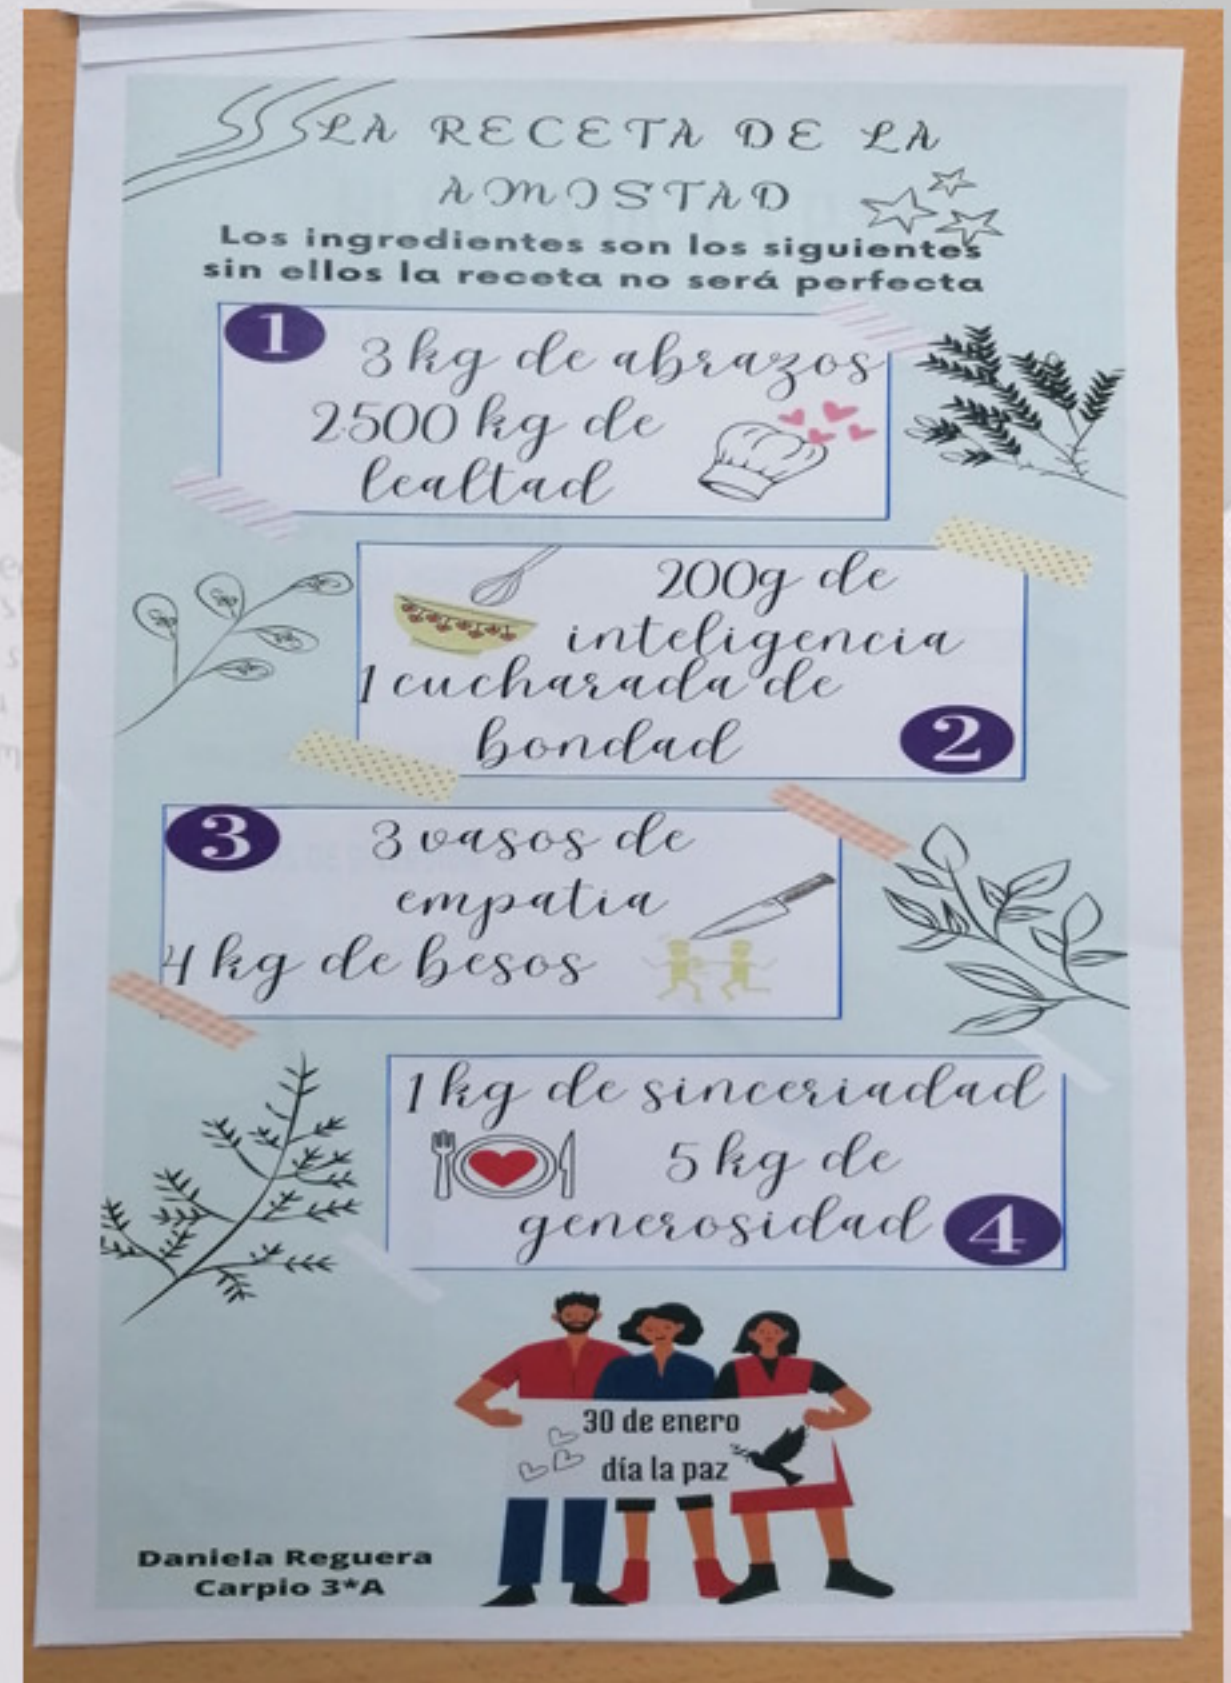 LA RECETA DE LA
AMISTAD
Los ingredientes son los siguientes
sin ellos la receta no será perfecta
1
3 kg de abrazos
2500 kg de
lealtad
200g de
inteligencia
1 cucharada de
bondad
2
3
3 vasos de
empatia
4 kg de besos
1 kg de sinceriadad
5 kg de
generosidad
4
30 de enero
día la paz
Daniela Reguera
Carpio 3*A